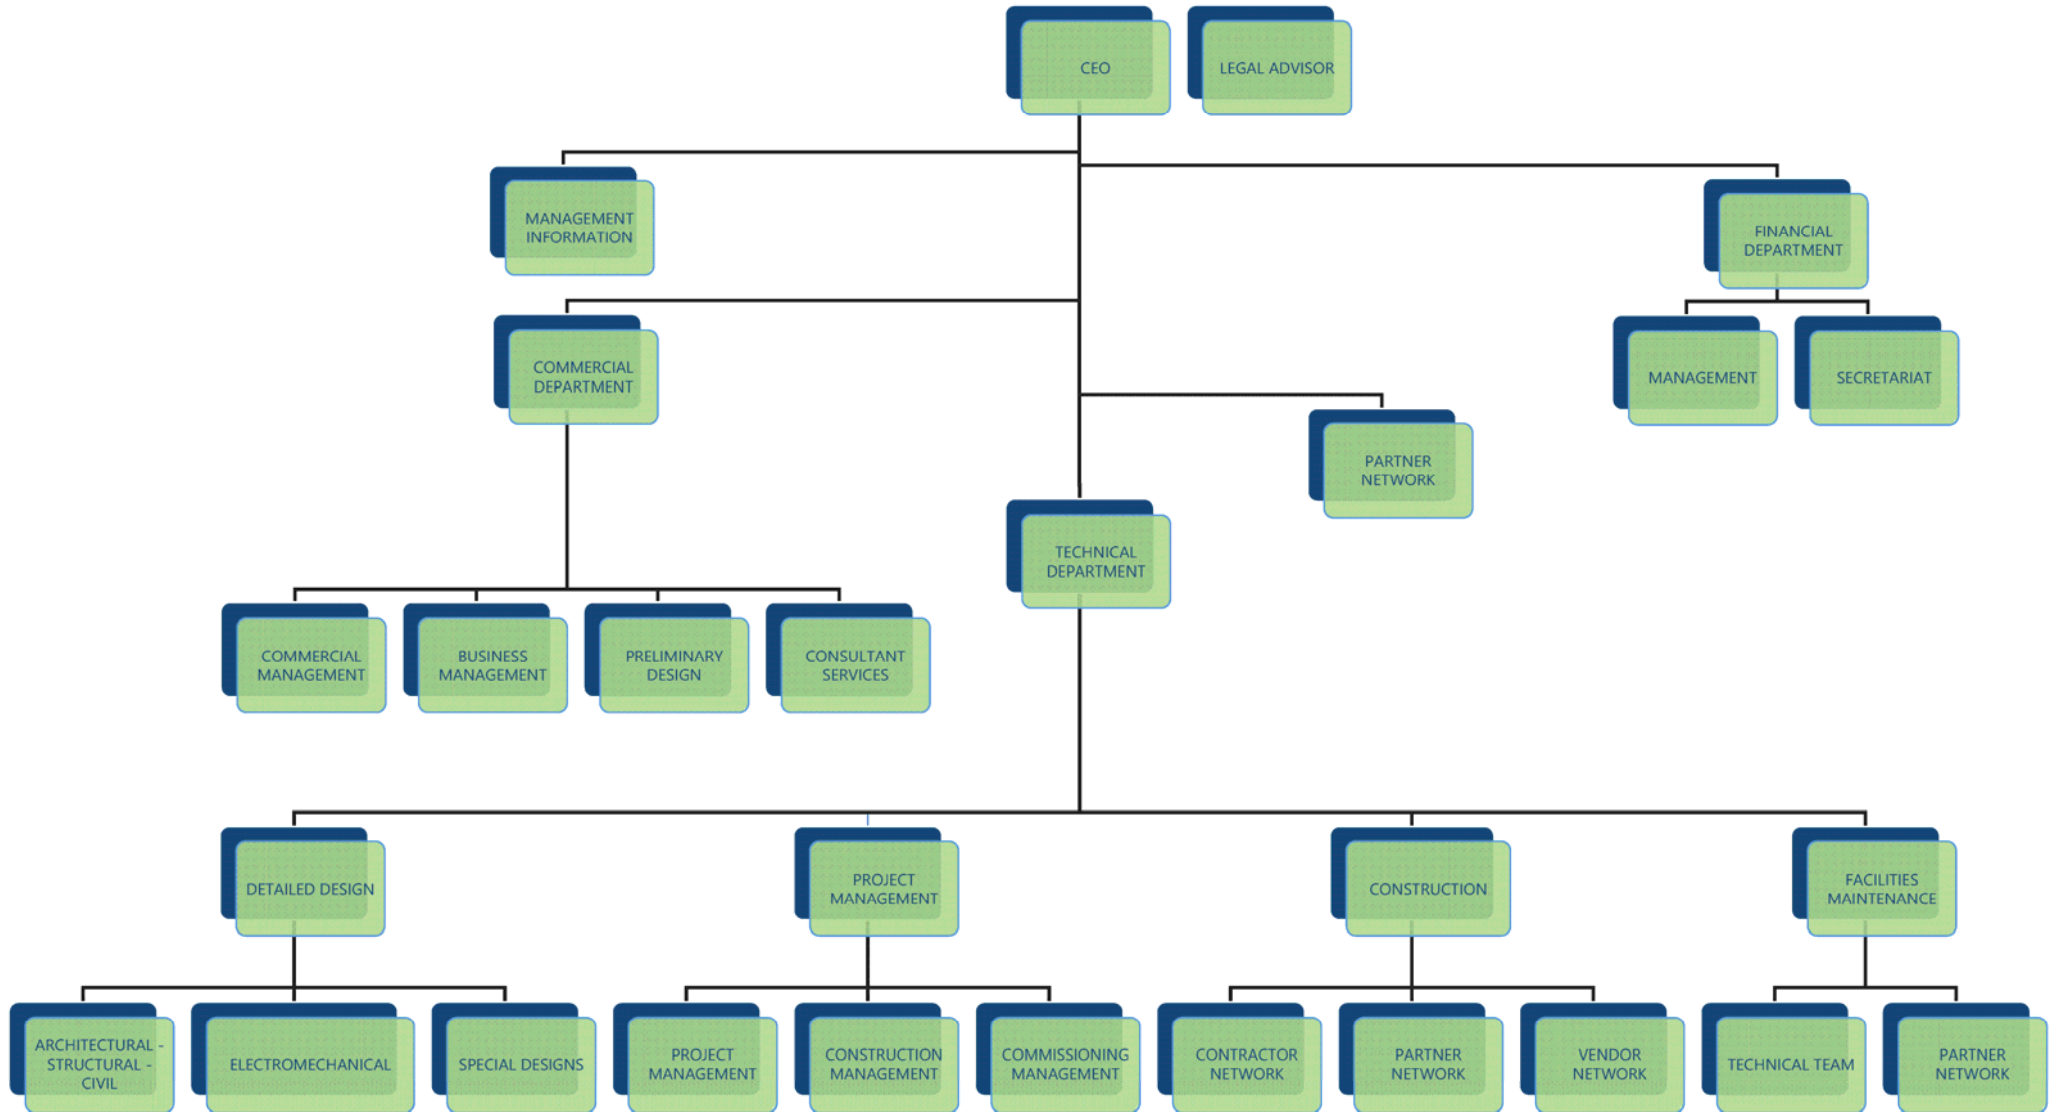 CEO
LEGAL ADVISOR
MANAGEMENT
INFORMATION
FINANCIAL
DEPARTMENT
COMMERCIAL
DEPARTMENT
MANAGEMENT
SECRETARIAT
PARTNER
NETWORK
TECHNICAL
DEPARTMENT
COMMERCIAL
MANAGEMENT
BUSINESS
MANAGEMENT
PRELIMINARY
DESIGN
CONSULTANT
SERVICES
DETAILED DESIGN
PROJECT
MANAGEMENT
CONSTRUCTION
FACILITIES
MAINTENANCE
ARCHITECTURAL -
STRUCTURAL -
CIVIL
ELECTROMECHANICAL
SPECIAL DESIGNS
PROJECT
MANAGEMENT
CONSTRUCTION
MANAGEMENT
COMMISSIONING
MANAGEMENT
CONTRACTOR
NETWORK
PARTNER
NETWORK
VENDOR
NETWORK
TECHNICAL TEAM
PARTNER
NETWORK